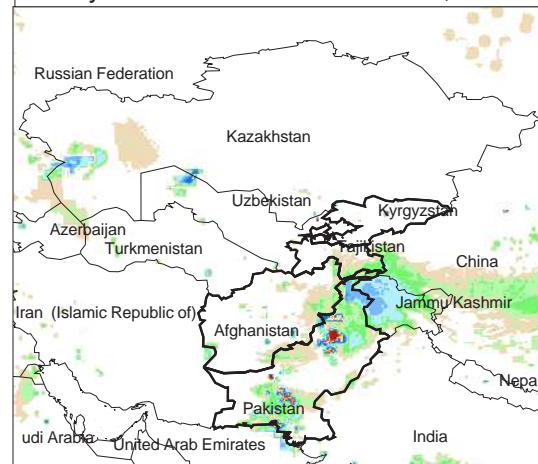 Russian Federation
Kazakhstan
Uzbekistan
Kyrgyzstan
Azerbaijan
Turkmenistan
Tajikistan
China
Jammu Kashmir
Iran (Islamic Republic of)
Afghanistan
Nepa
Pakistan
udi Arabia
United Arab Emirates
India